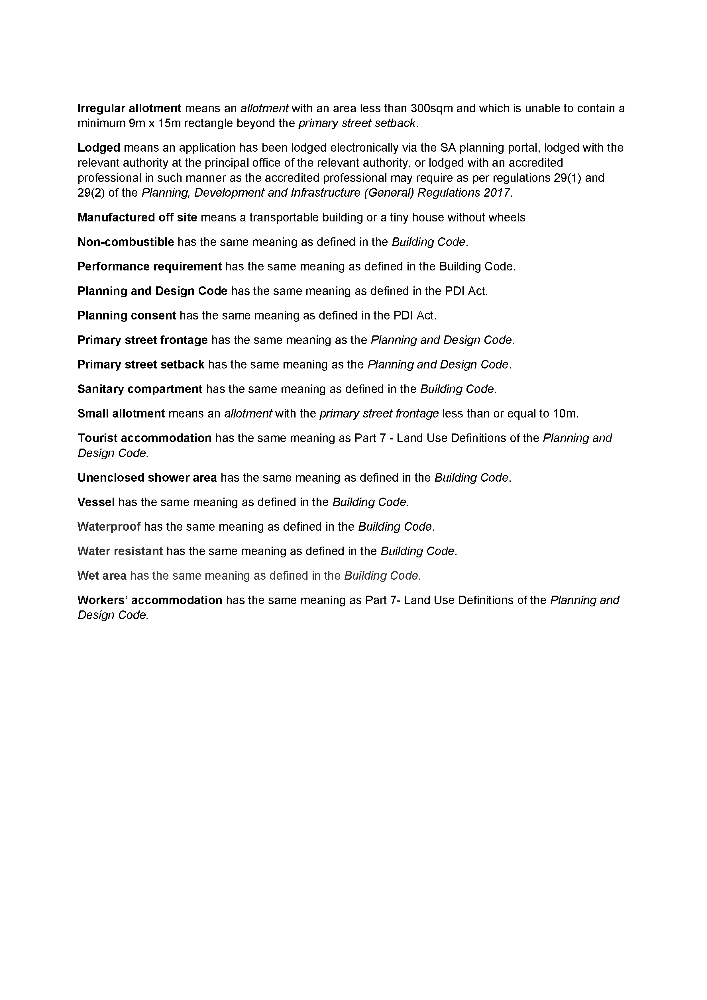 Irregular allotment means an allotment with an area less than 300sqm and which is unable to contain a
minimum 9m x 15m rectangle beyond the primary street setback.
Lodged means an application has been lodged electronically via the SA planning portal, lodged with the
relevant authority at the principal office of the relevant authority, or lodged with an accredited
professional in such manner as the accredited professional may require as per regulations 29(1) and
29(2) of the Planning, Development and Infrastructure (General) Regulations 2017.
Manufactured off site means a transportable building or a tiny house without wheels
Non-combustible has the same meaning as defined in the Building Code.
Performance requirement has the same meaning as defined in the Building Code.
Planning and Design Code has the same meaning as defined in the PDI Act.
Planning consent has the same meaning as defined in the PDI Act.
Primary street frontage has the same meaning as the Planning and Design Code.
Primary street setback has the same meaning as the Planning and Design Code.
Sanitary compartment has the same meaning as defined in the Building Code.
Small allotment means an allotment with the primary street frontage less than or equal to 10m.
Tourist accommodation has the same meaning as Part 7 - Land Use Definitions of the Planning and
Design Code.
Unenclosed shower area has the same meaning as defined in the Building Code.
Vessel has the same meaning as defined in the Building Code.
Waterproof has the same meaning as defined in the Building Code.
Water resistant has the same meaning as defined in the Building Code.
Wet area has the same meaning as defined in the Building Code.
Workers’ accommodation has the same meaning as Part 7- Land Use Definitions of the Planning and
Design Code.